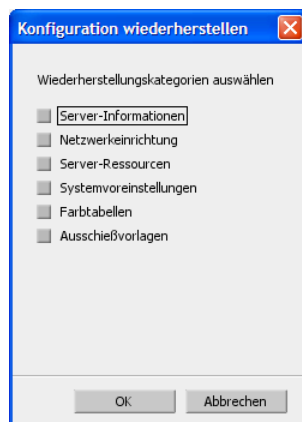 Konfiguration wiederherstellen
Wiederherstellungskategorien auswählen
Server-Informationen
Netzwerkeinrichtung
Server-Ressourcen
Systemvoreinstellungen
Farbtabellen
Ausschießvorlagen
OK Abbrechen